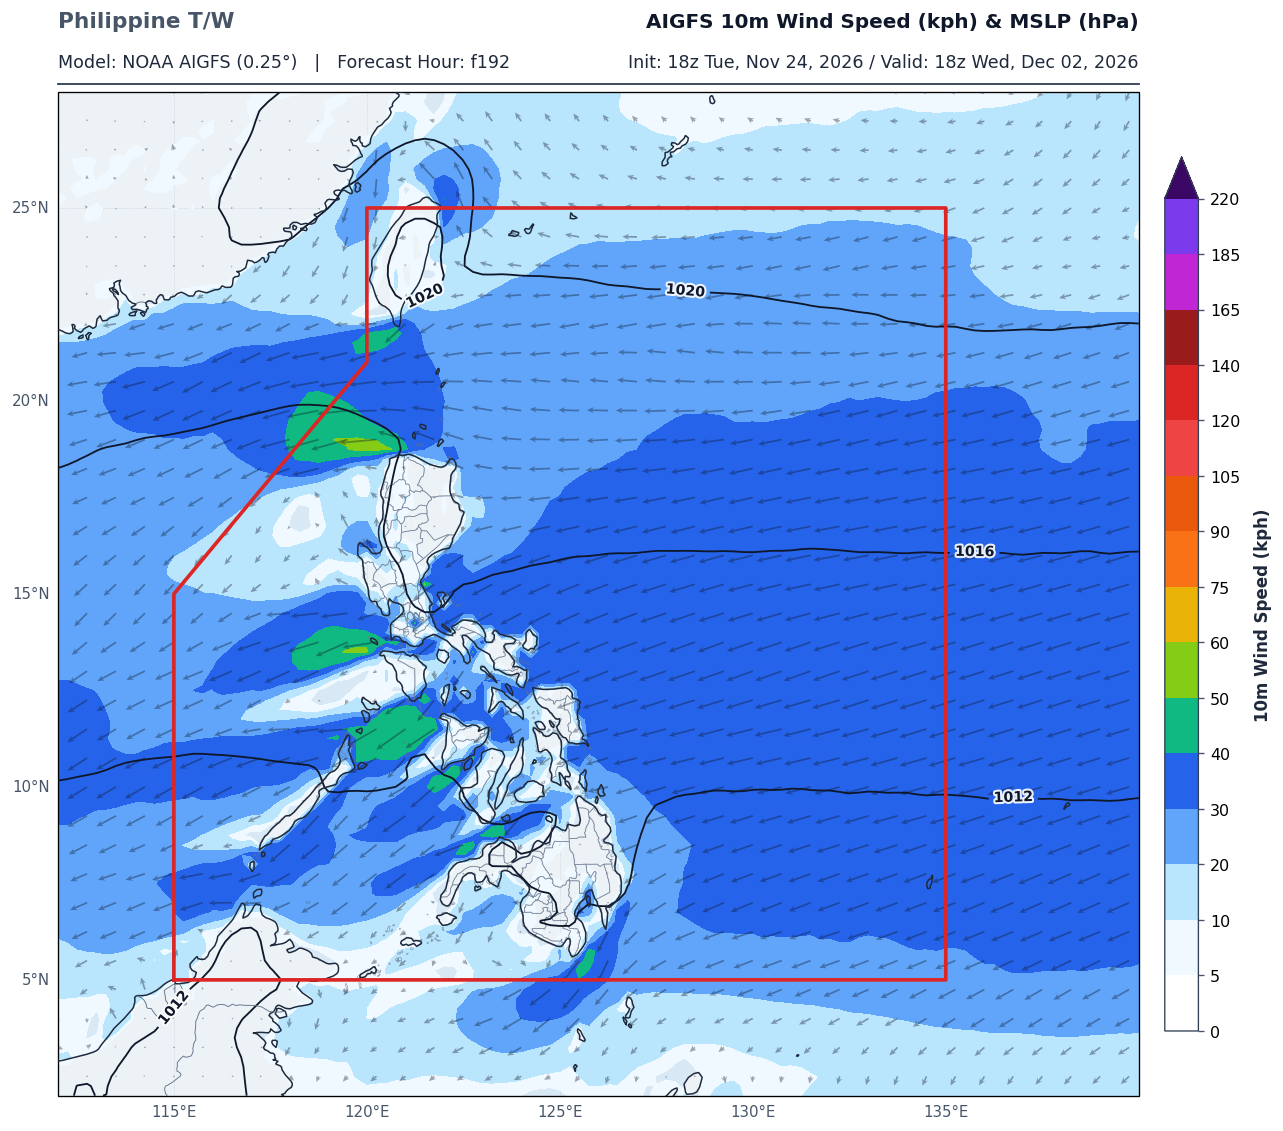 Philippine T/W
AIGFS 10m Wind Speed (kph) & MSLP (hPa)
Model: NOAA AIGFS (0.25°) | Forecast Hour: f192
Init: 18z Tue, Nov 24, 2026 / Valid: 18z Wed, Dec 02, 2026
25°N
20°N
15°N
10°N
5°N
115°E
120°E
125°E
130°E
135°E
1020
1020
1016
1012
1012
220
185
165
140
120
105
90
75
60
50
40
30
20
10
5
0
10m Wind Speed (kph)